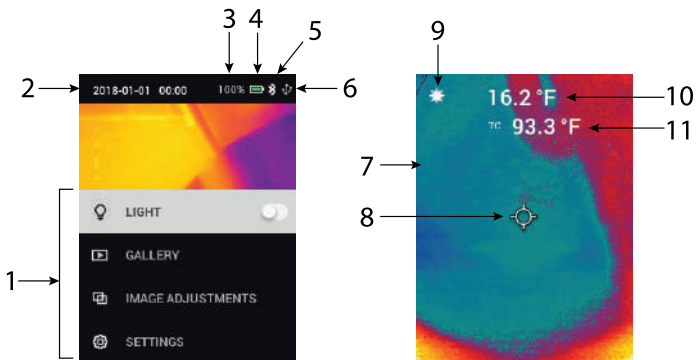 3 4 5
2 2018-01-01 00:00 100% 6
LIGHT
GALLERY
IMAGE ADJUSTMENTS
SETTINGS
1
9
16.2 °F 10
TC 93.3 °F 11
7
8